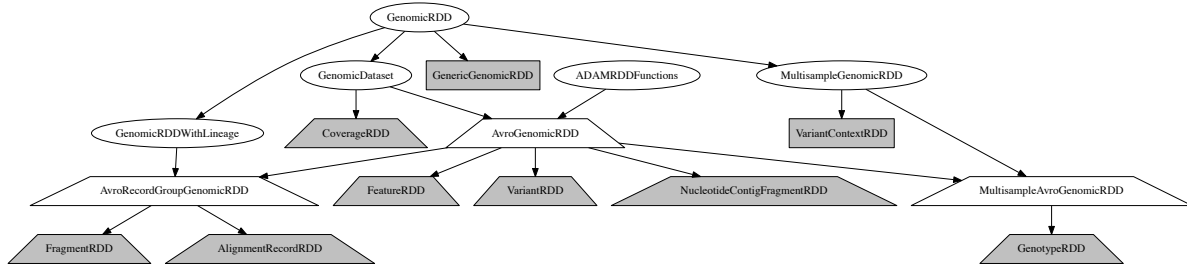 GenomicRDD
GenomicDataset
GenericGenomicRDD
ADAMRDDFunctions
MultisampleGenomicRDD
GenomicRDDWithLineage
CoverageRDD
AvroGenomicRDD
VariantContextRDD
AvroRecordGroupGenomicRDD
FeatureRDD
VariantRDD
NucleotideContigFragmentRDD
MultisampleAvroGenomicRDD
FragmentRDD
AlignmentRecordRDD
GenotypeRDD